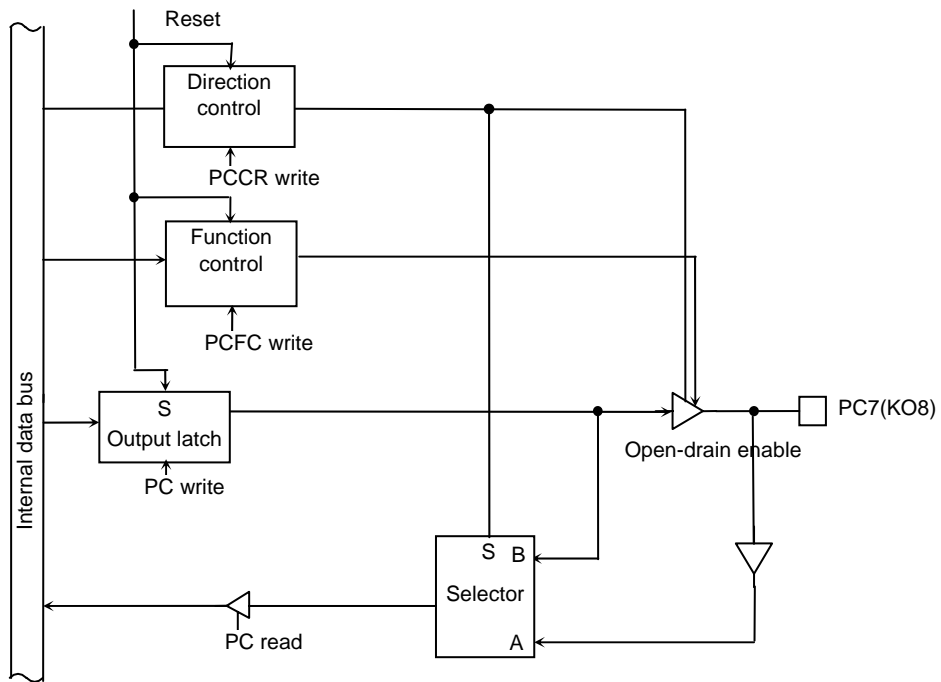 Reset
Direction
control
PCCR write
Function
control
PCFC write
S
Output latch
PC write
Internal data bus
PC7(KO8)
Open-drain enable
S
B
Selector
A
PC read